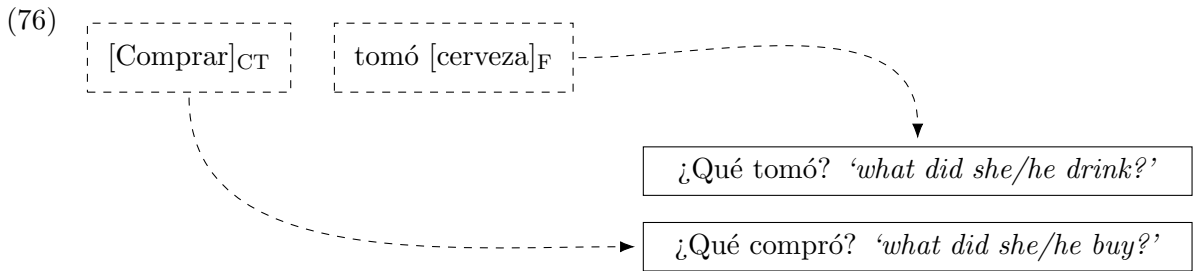 (76)
[Comprar]CT tomó [cerveza]F
¿Qué tomó? ‘what did she/he drink?’
¿Qué compró? ‘what did she/he buy?’